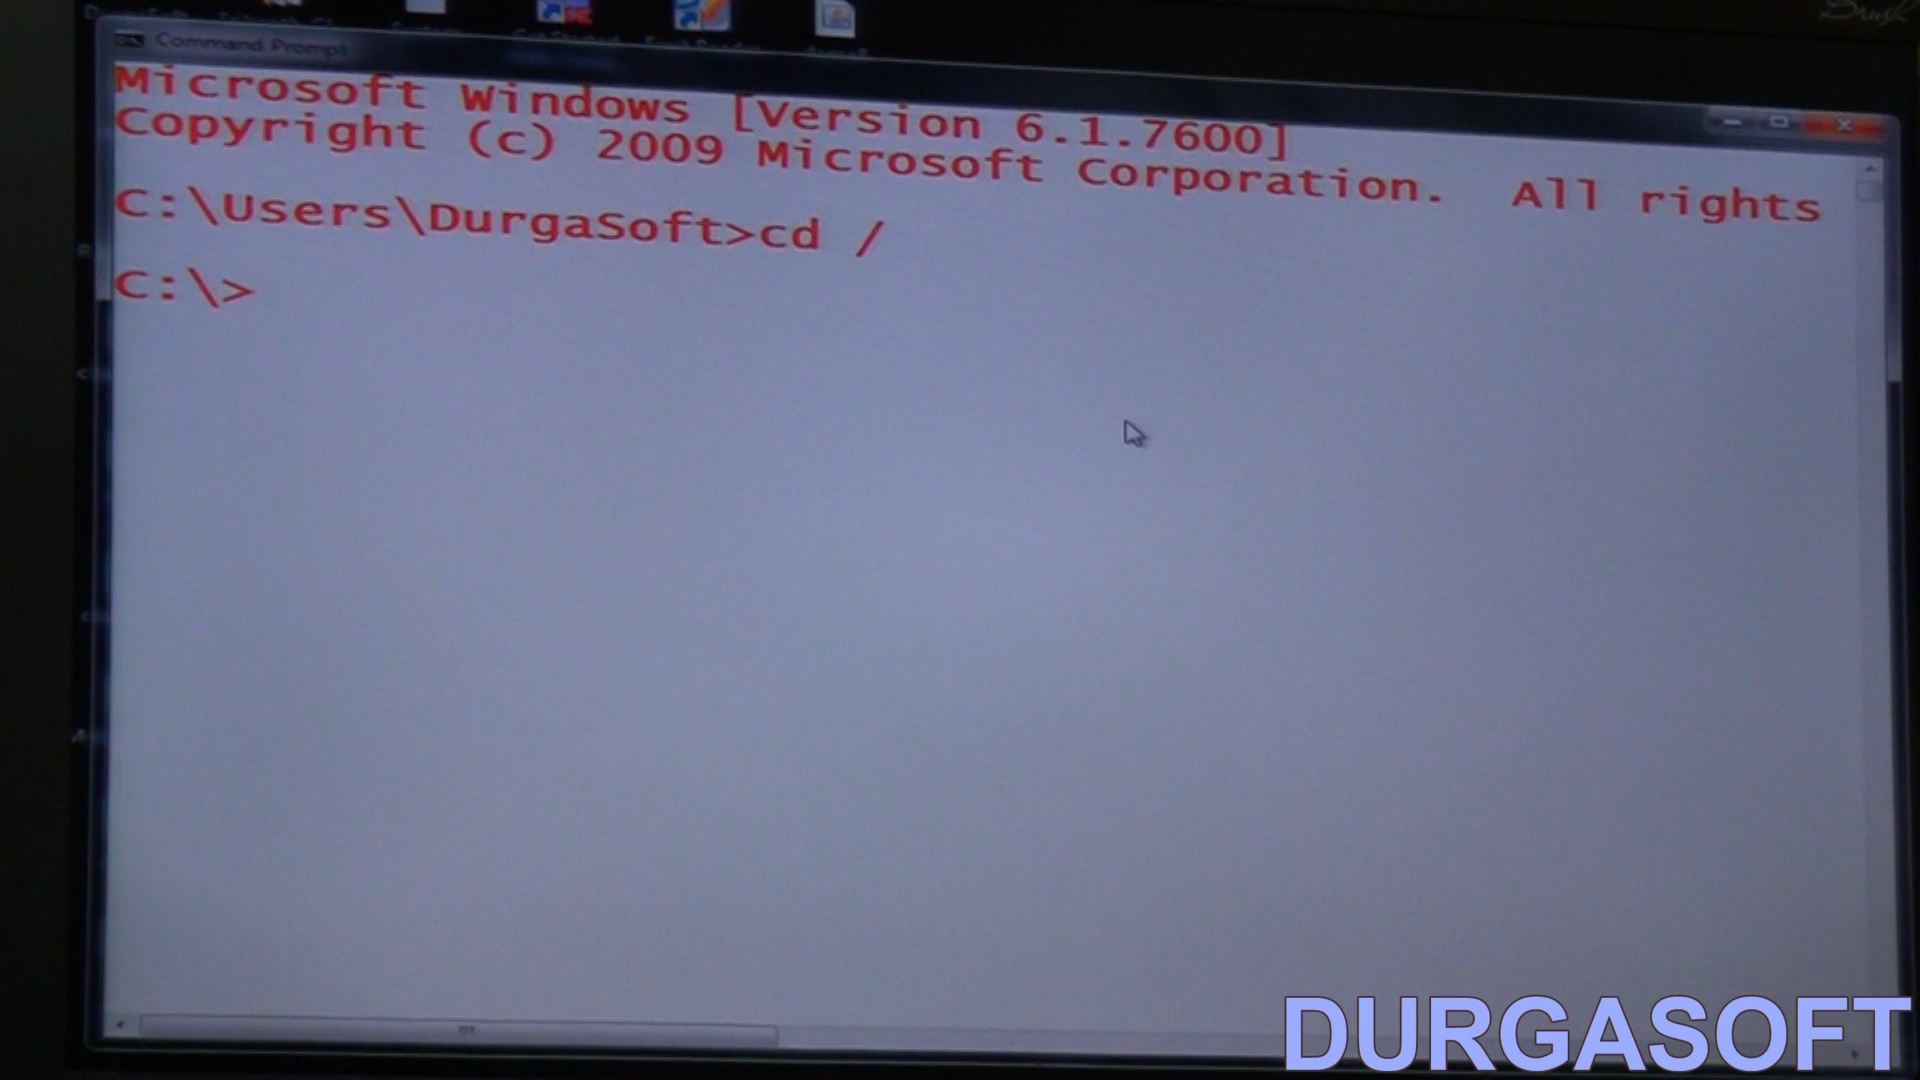 Command Prompt
Microsoft Windows [Version 6.1.7600]
Copyright (c) 2009 Microsoft Corporation.  All rights
C:\Users\DurgaSoft>cd /
C:\>
DURGASOFT